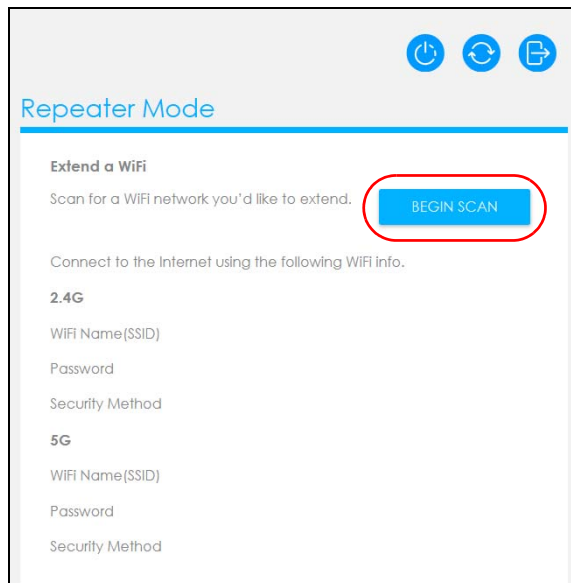 Repeater Mode
Extend a WiFi
Scan for a WiFi network you'd like to extend.
BEGIN SCAN
Connect to the Internet using the following WiFi info.
2.4G
WiFi Name(SSID)
Password
Security Method
5G
WiFi Name(SSID)
Password
Security Method